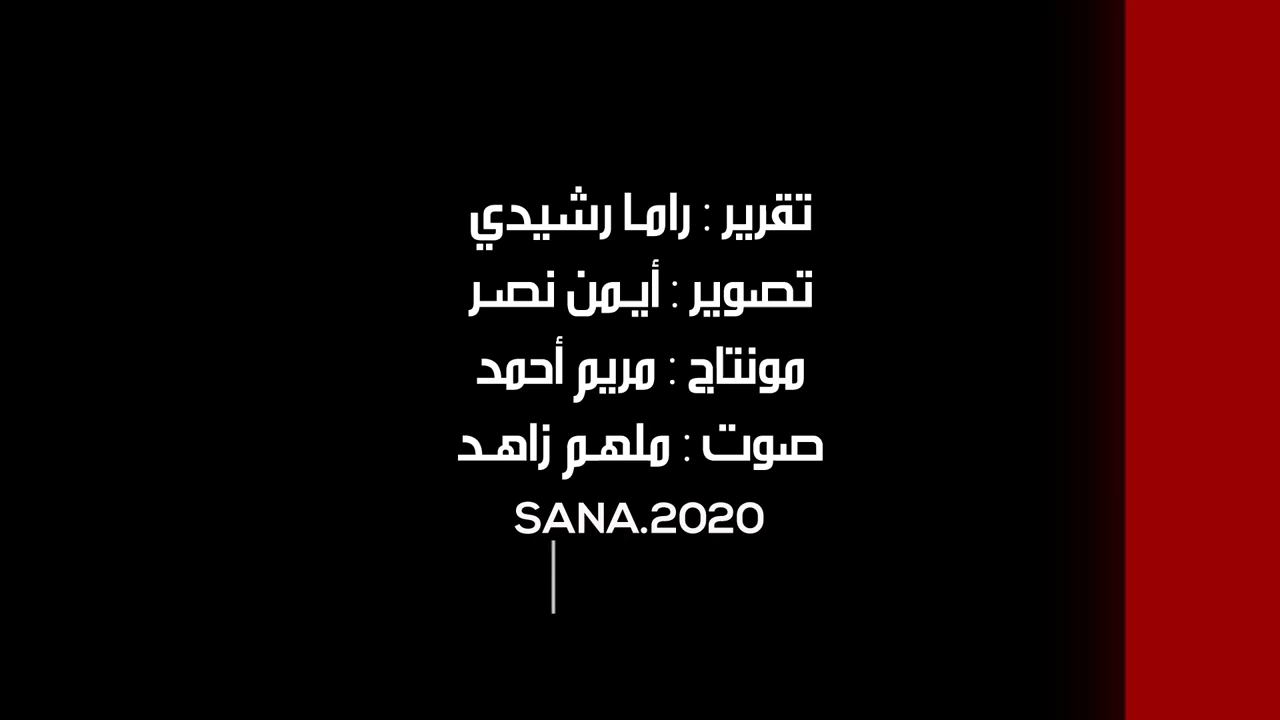 تقرير : راما رشيدي
تصوير : أيمن نصر
مونتاج : مريم أحمد
صوت : ملهم زاهد
SANA.2020